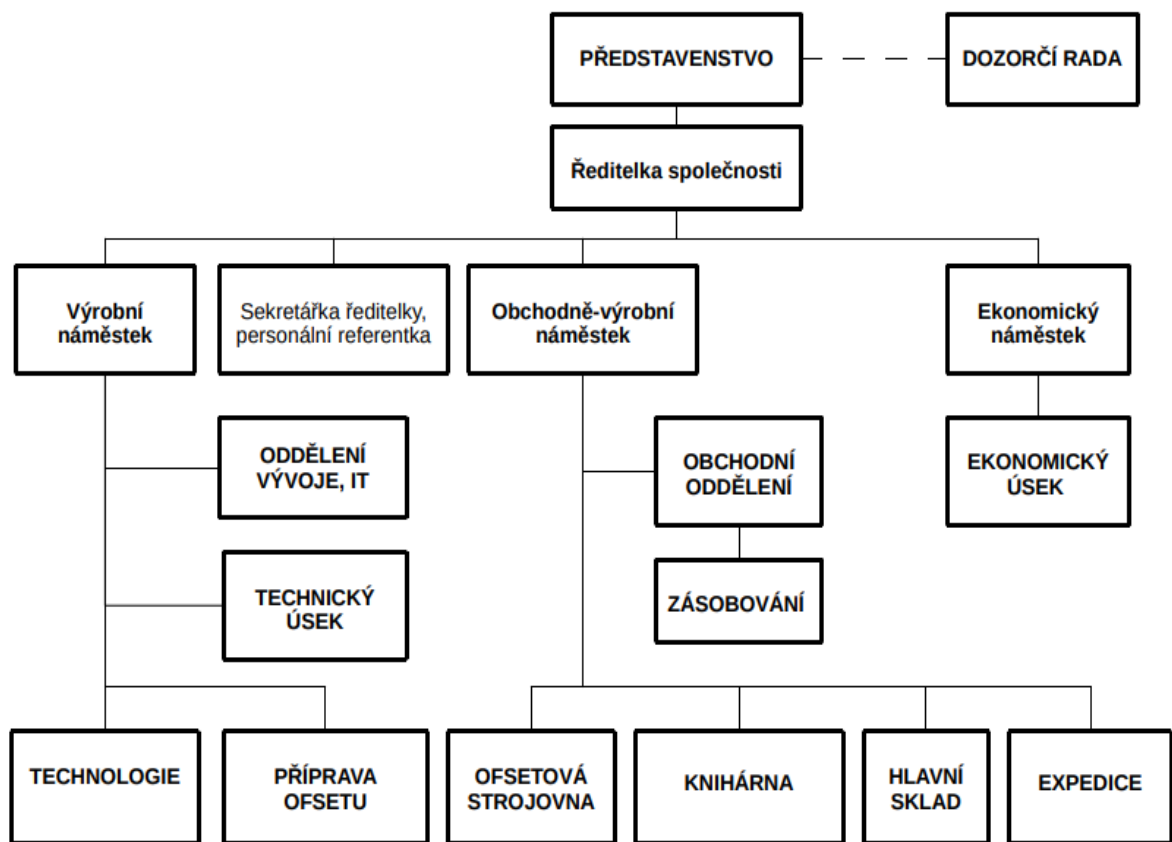 PŘEDSTAVENSTVO
DOZORČÍ RADA
Ředitelka společnosti
Výrobní
náměstek
Sekretářka ředitelky,
personální referentka
Obchodně-výrobní
náměstek
Ekonomický
náměstek
ODDĚLENÍ
VÝVOJE, IT
OBCHODNÍ
ODDĚLENÍ
EKONOMICKÝ
ÚSEK
TECHNICKÝ
ÚSEK
ZÁSOBOVÁNÍ
TECHNOLOGIE
PŘÍPRAVA
OFSETU
OFSETOVÁ
STROJOVNA
KNIHÁRNA
HLAVNÍ
SKLAD
EXPEDICE